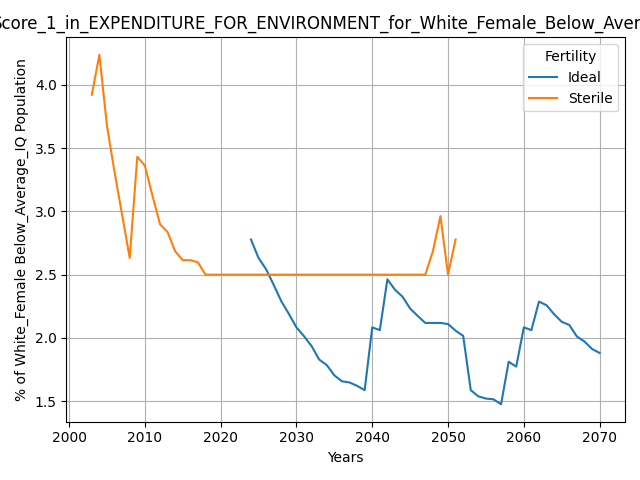 Score_1_in_EXPENDITURE_FOR_ENVIRONMENT_for_White_Female_Below_Aver
Fertility
Ideal
Sterile
% of White_Female Below_Average_IQ Population
4.0
3.5
3.0
2.5
2.0
1.5
2000 2010 2020 2030 2040 2050 2060 2070
Years